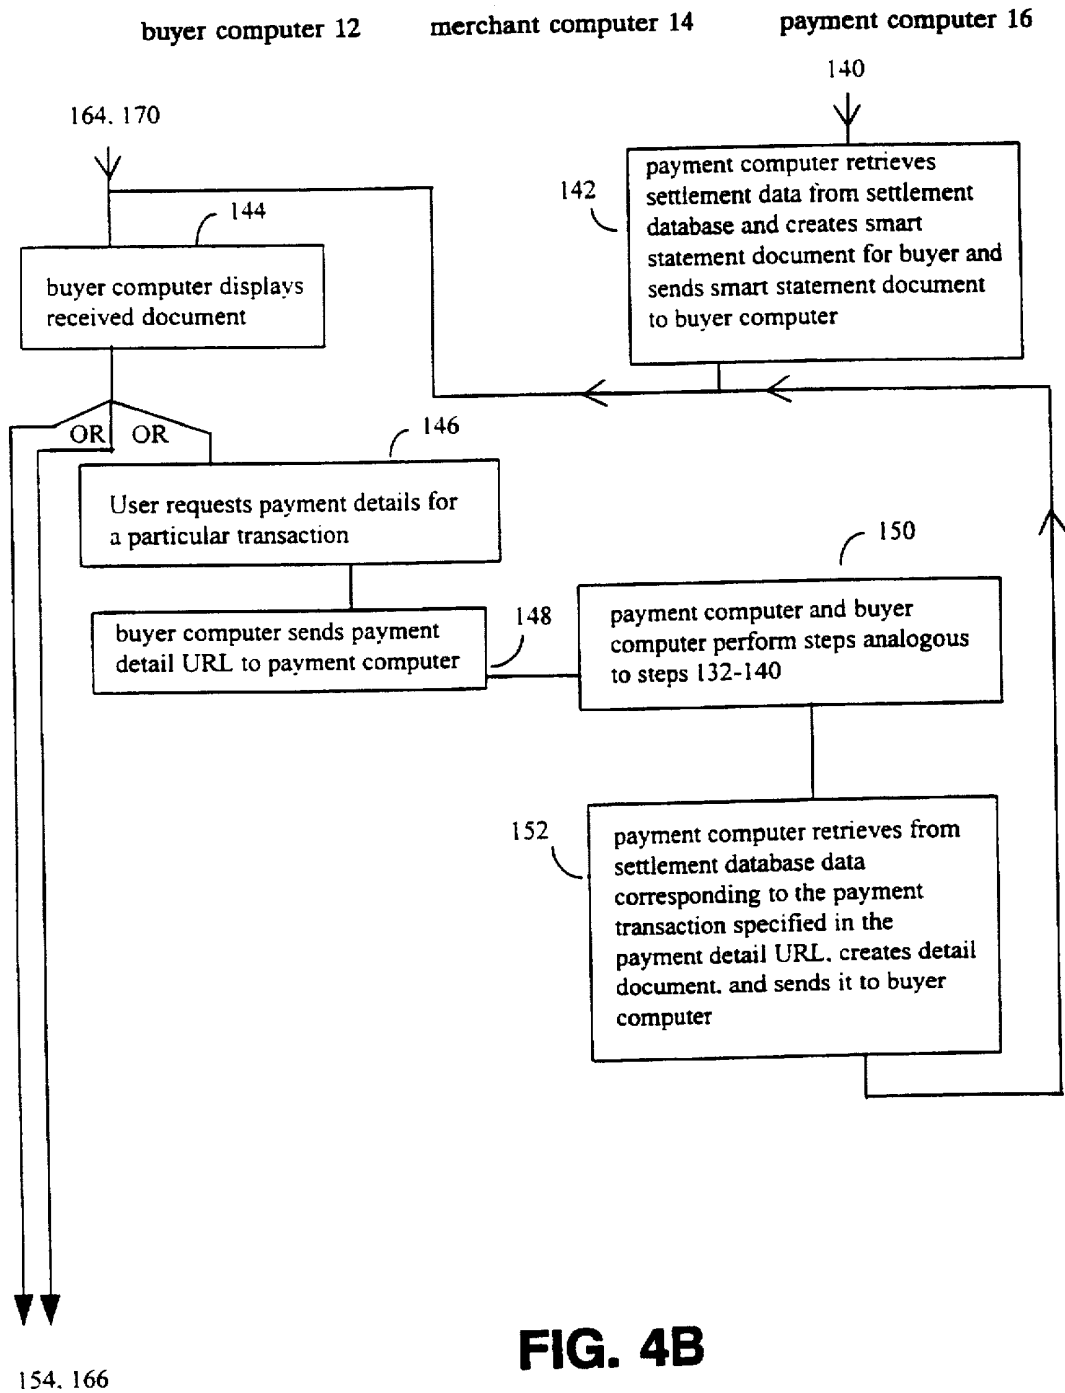 buyer computer 12 merchant computer 14 payment computer 16
140
164. 170
payment computer retrieves
settlement data from settlement
database and creates smart
statement document for buyer and
sends smart statement document
to buyer computer
142
144
buyer computer displays
received document
OR OR
146
User requests payment details for
a particular transaction
150
148
buyer computer sends payment
detail URL to payment computer
payment computer and buyer
computer perform steps analogous
to steps 132-140
152
payment computer retrieves from
settlement database data
corresponding to the payment
transaction specified in the
payment detail URL. creates detail
document. and sends it to buyer
computer
FIG. 4B
154, 166